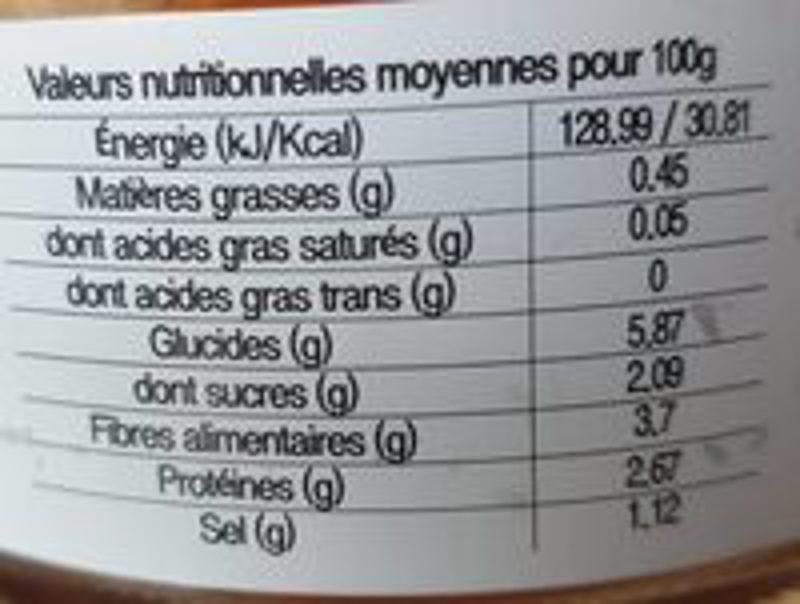 Valeurs nutritionnelles moyennes pour 100g
Énergie (kJ/Kcal) 128.99 / 30.81
Matières grasses (g) 0.45
dont acides gras saturés (g) 0.05
dont acides gras trans (g) 0
Glucides (g) 5.87
dont sucres (g) 2.09
Fibres alimentaires (g) 3.7
Protéines (g) 2.67
Sel (g) 1.12